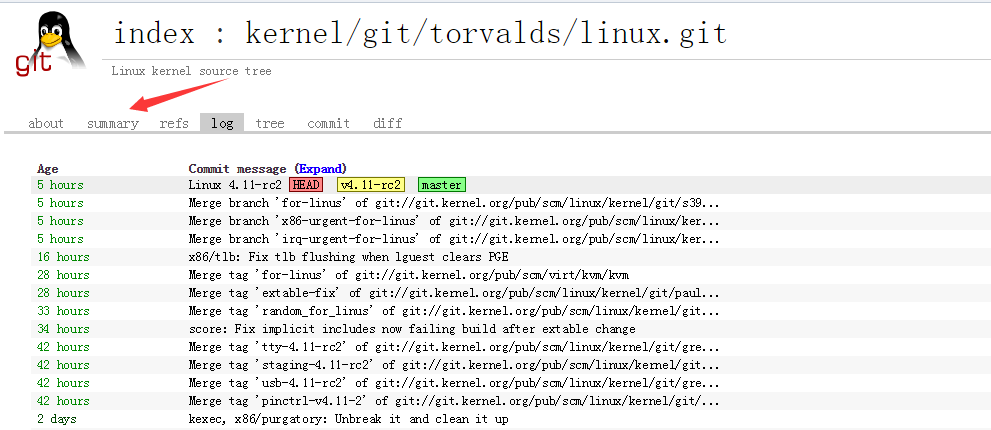 git
index : kernel/git/torvalds/linux.git
Linux kernel source tree
about summary refs log tree commit diff
Age Commit message (Expand)
5 hours Linux 4.11-rc2 HEAD v4.11-rc2 master
5 hours Merge branch 'for-linus' of git://git.kernel.org/pub/scm/linux/kernel/git/s39...
5 hours Merge branch 'x86-urgent-for-linus' of git://git.kernel.org/pub/scm/linux/ker...
5 hours Merge branch 'irq-urgent-for-linus' of git://git.kernel.org/pub/scm/linux/ker...
16 hours x86/tlb: Fix tlb flushing when lguest clears PGE
28 hours Merge tag 'for-linus' of git://git.kernel.org/pub/scm/virt/kvm/kvm
28 hours Merge tag 'extable-fix' of git://git.kernel.org/pub/scm/linux/kernel/git/paul...
33 hours Merge tag 'random_for_linus' of git://git.kernel.org/pub/scm/linux/kernel/git...
34 hours score: Fix implicit includes now failing build after extable change
42 hours Merge tag 'tty-4.11-rc2' of git://git.kernel.org/pub/scm/linux/kernel/git/gre...
42 hours Merge tag 'staging-4.11-rc2' of git://git.kernel.org/pub/scm/linux/kernel/git...
42 hours Merge tag 'usb-4.11-rc2' of git://git.kernel.org/pub/scm/linux/kernel/git/gre...
42 hours Merge tag 'pinctrl-v4.11-2' of git://git.kernel.org/pub/scm/linux/kernel/git/...
2 days kexec, x86/purgatory: Unbreak it and clean it up